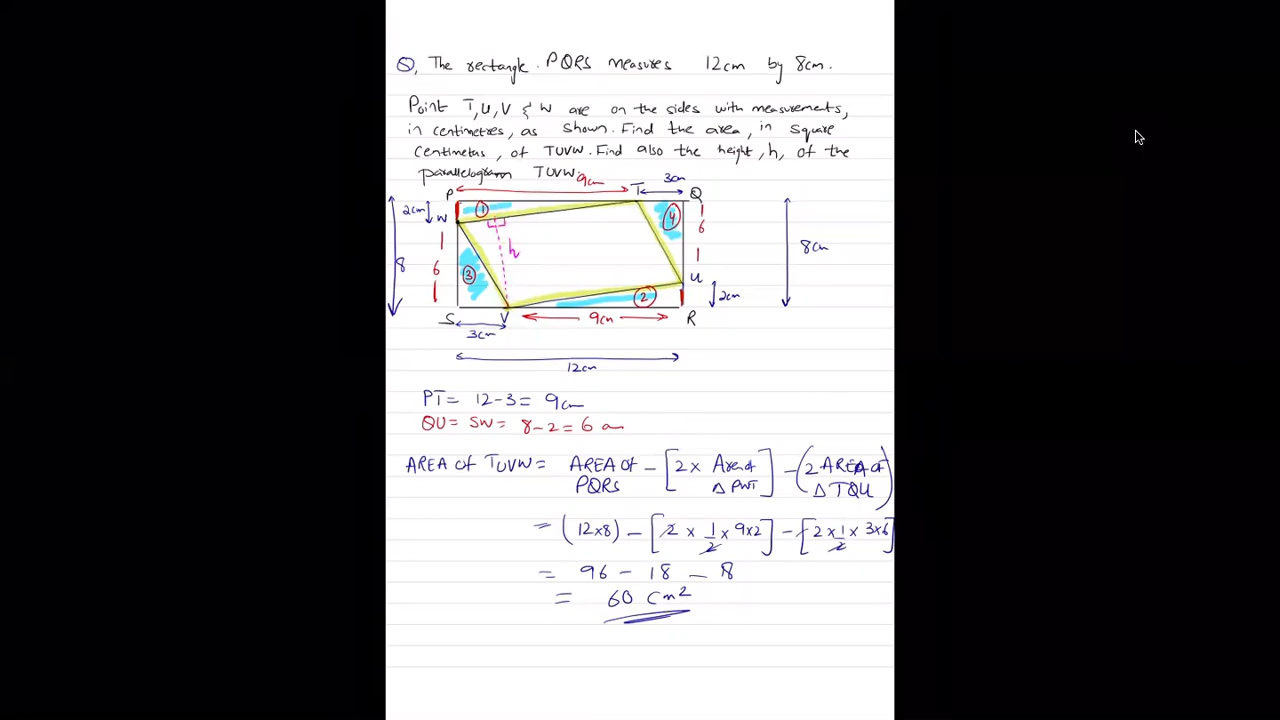 Q, The rectangle PQRS measures 12cm by 8cm.
Point T,U,V & W are on the sides with measurements,
in centimetres, as shown. Find the area, in square
centimetres, of TUVW. Find also the height, h, of the
parallelogram TUVW.
9cm 3cm
P T Q
2cm W ① ④ 6
8 6 ③ h 8cm
U
② 2cm
S V 9cm R
3cm
12cm
PT = 12-3 = 9cm
QU = SW = 8-2 = 6 cm
AREA OF TUVW = AREA OF - [2 × Area of - (2 AREA OF
PQRS Δ PWT] Δ TQU)
= (12×8) - [2 × 1/2 × 9×2] - [2 × 1/2 × 3×6]
= 96 - 18 - 8
= 60 cm²